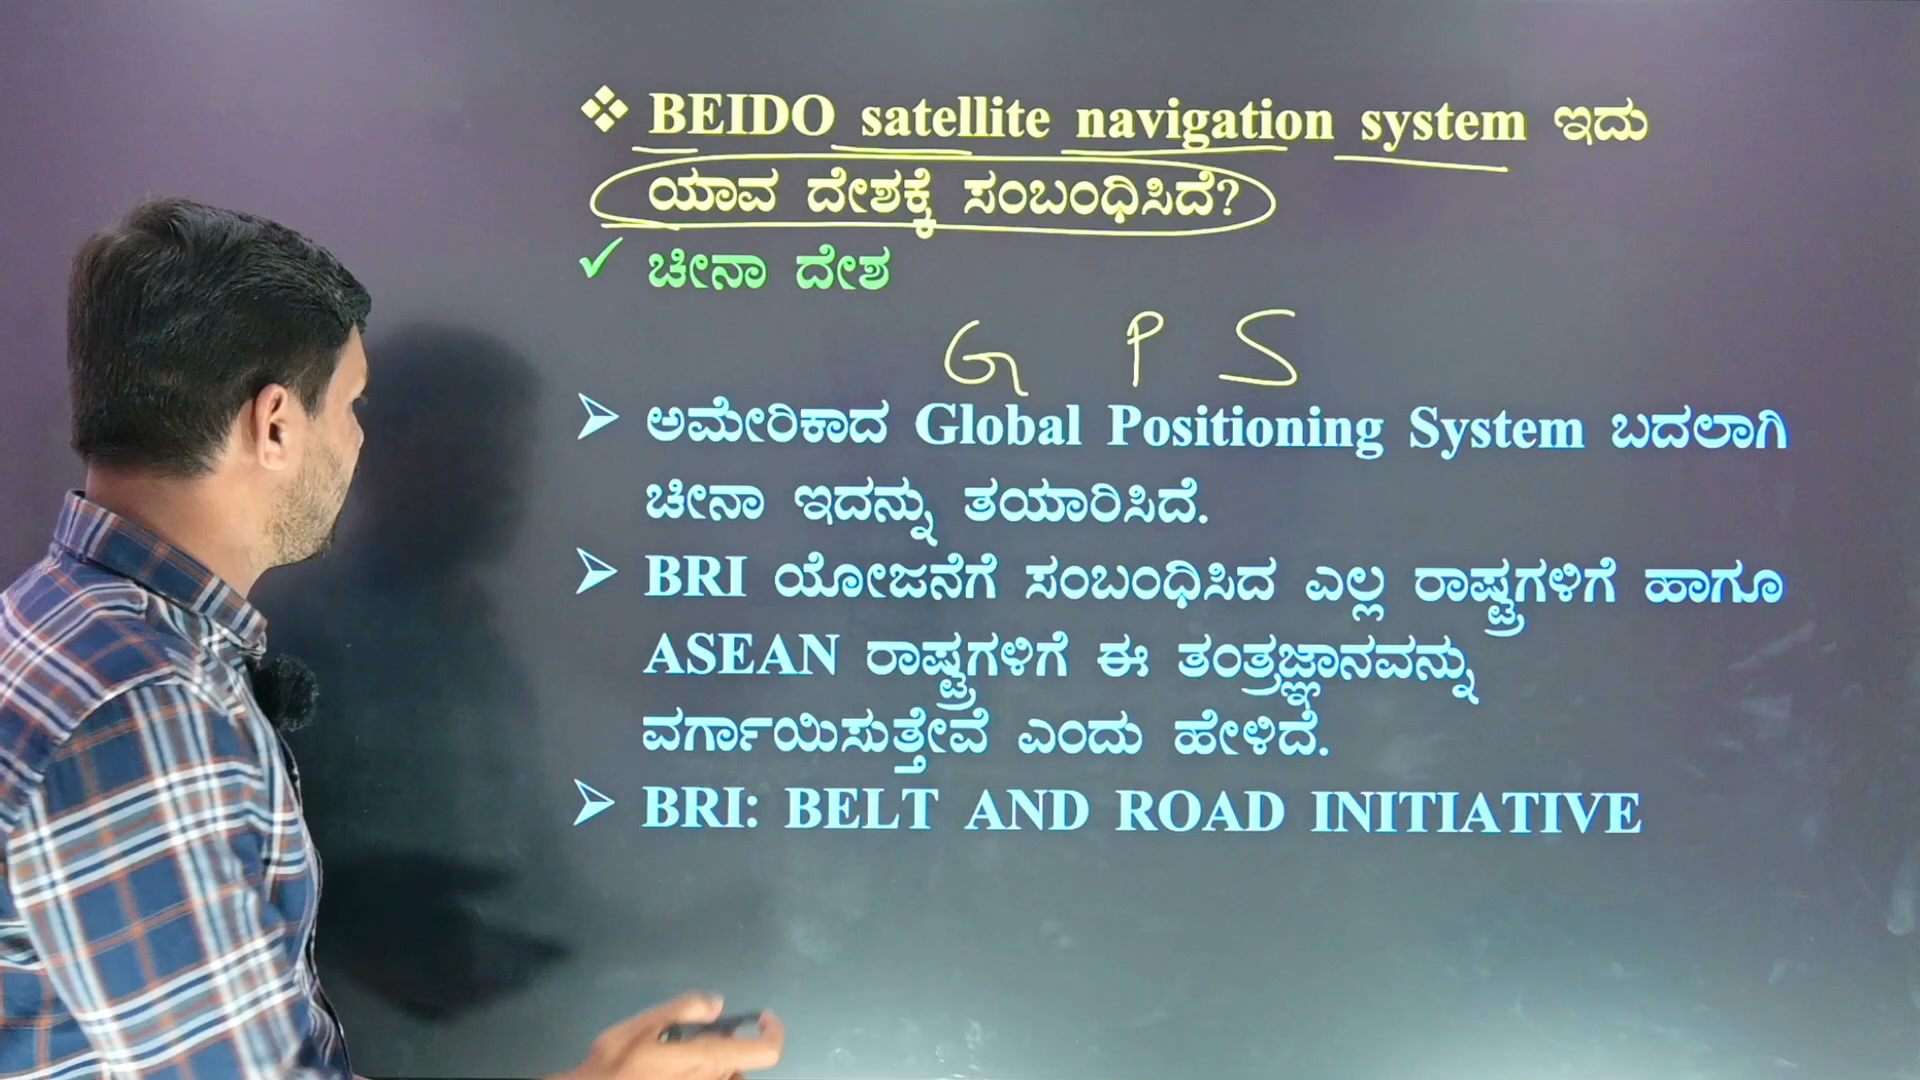 ❖ BEIDO satellite navigation system ಇದು
ಯಾವ ದೇಶಕ್ಕೆ ಸಂಬಂಧಿಸಿದೆ?
✓ ಚೀನಾ ದೇಶ
G P S
➢ ಅಮೇರಿಕಾದ Global Positioning System ಬದಲಾಗಿ
ಚೀನಾ ಇದನ್ನು ತಯಾರಿಸಿದೆ.
➢ BRI ಯೋಜನೆಗೆ ಸಂಬಂಧಿಸಿದ ಎಲ್ಲ ರಾಷ್ಟ್ರಗಳಿಗೆ ಹಾಗೂ
ASEAN ರಾಷ್ಟ್ರಗಳಿಗೆ ಈ ತಂತ್ರಜ್ಞಾನವನ್ನು
ವರ್ಗಾಯಿಸುತ್ತೇವೆ ಎಂದು ಹೇಳಿದೆ.
➢ BRI: BELT AND ROAD INITIATIVE